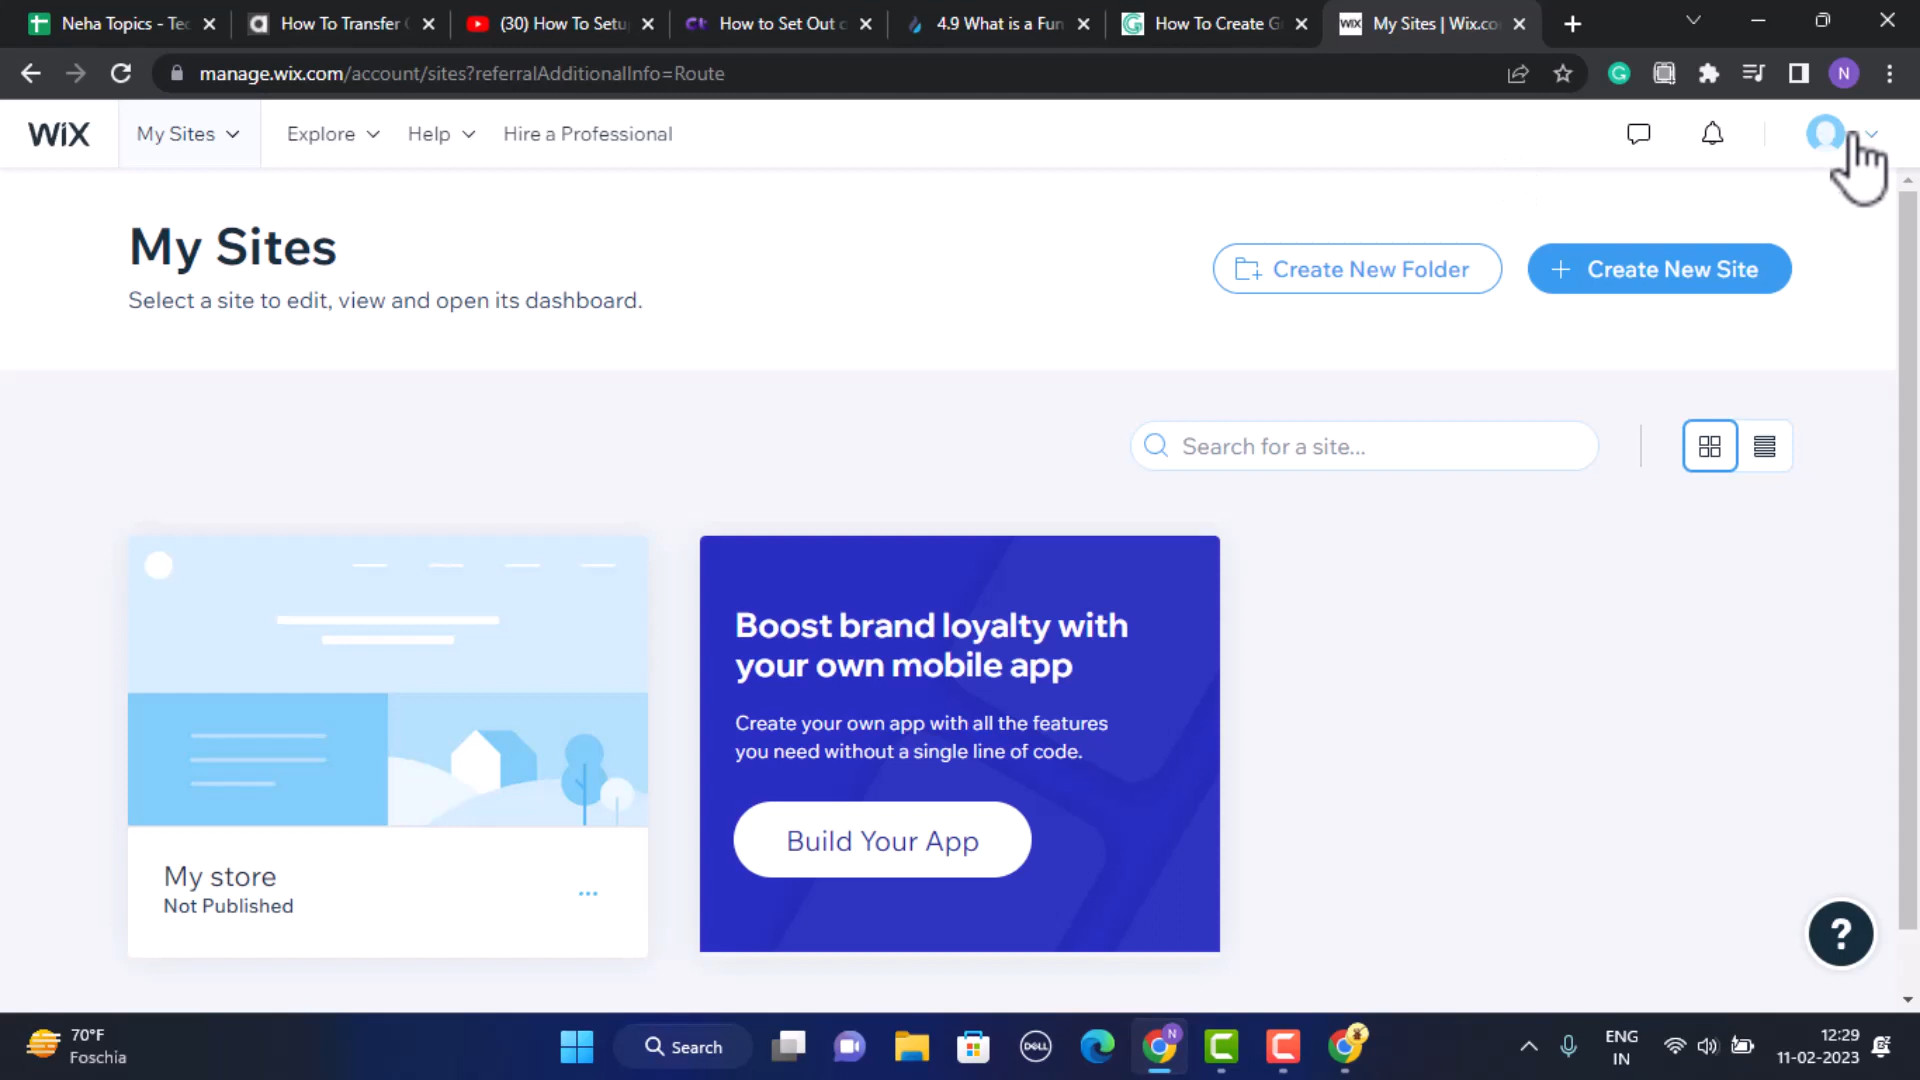 Neha Topics - Tec
How To Transfer
(30) How To Setu
How to Set Out
4.9 What is a Fun
How To Create G
My Sites | Wix.co
manage.wix.com/account/sites?referralAdditionalInfo=Route
N
WiX
My Sites
Explore
Help
Hire a Professional
My Sites
Select a site to edit, view and open its dashboard.
Create New Folder
+ Create New Site
Search for a site...
Boost brand loyalty with
your own mobile app
Create your own app with all the features
you need without a single line of code.
Build Your App
My store
Not Published
...
?
70°F
Foschia
Search
DELL
N
ENG
IN
12:29
11-02-2023